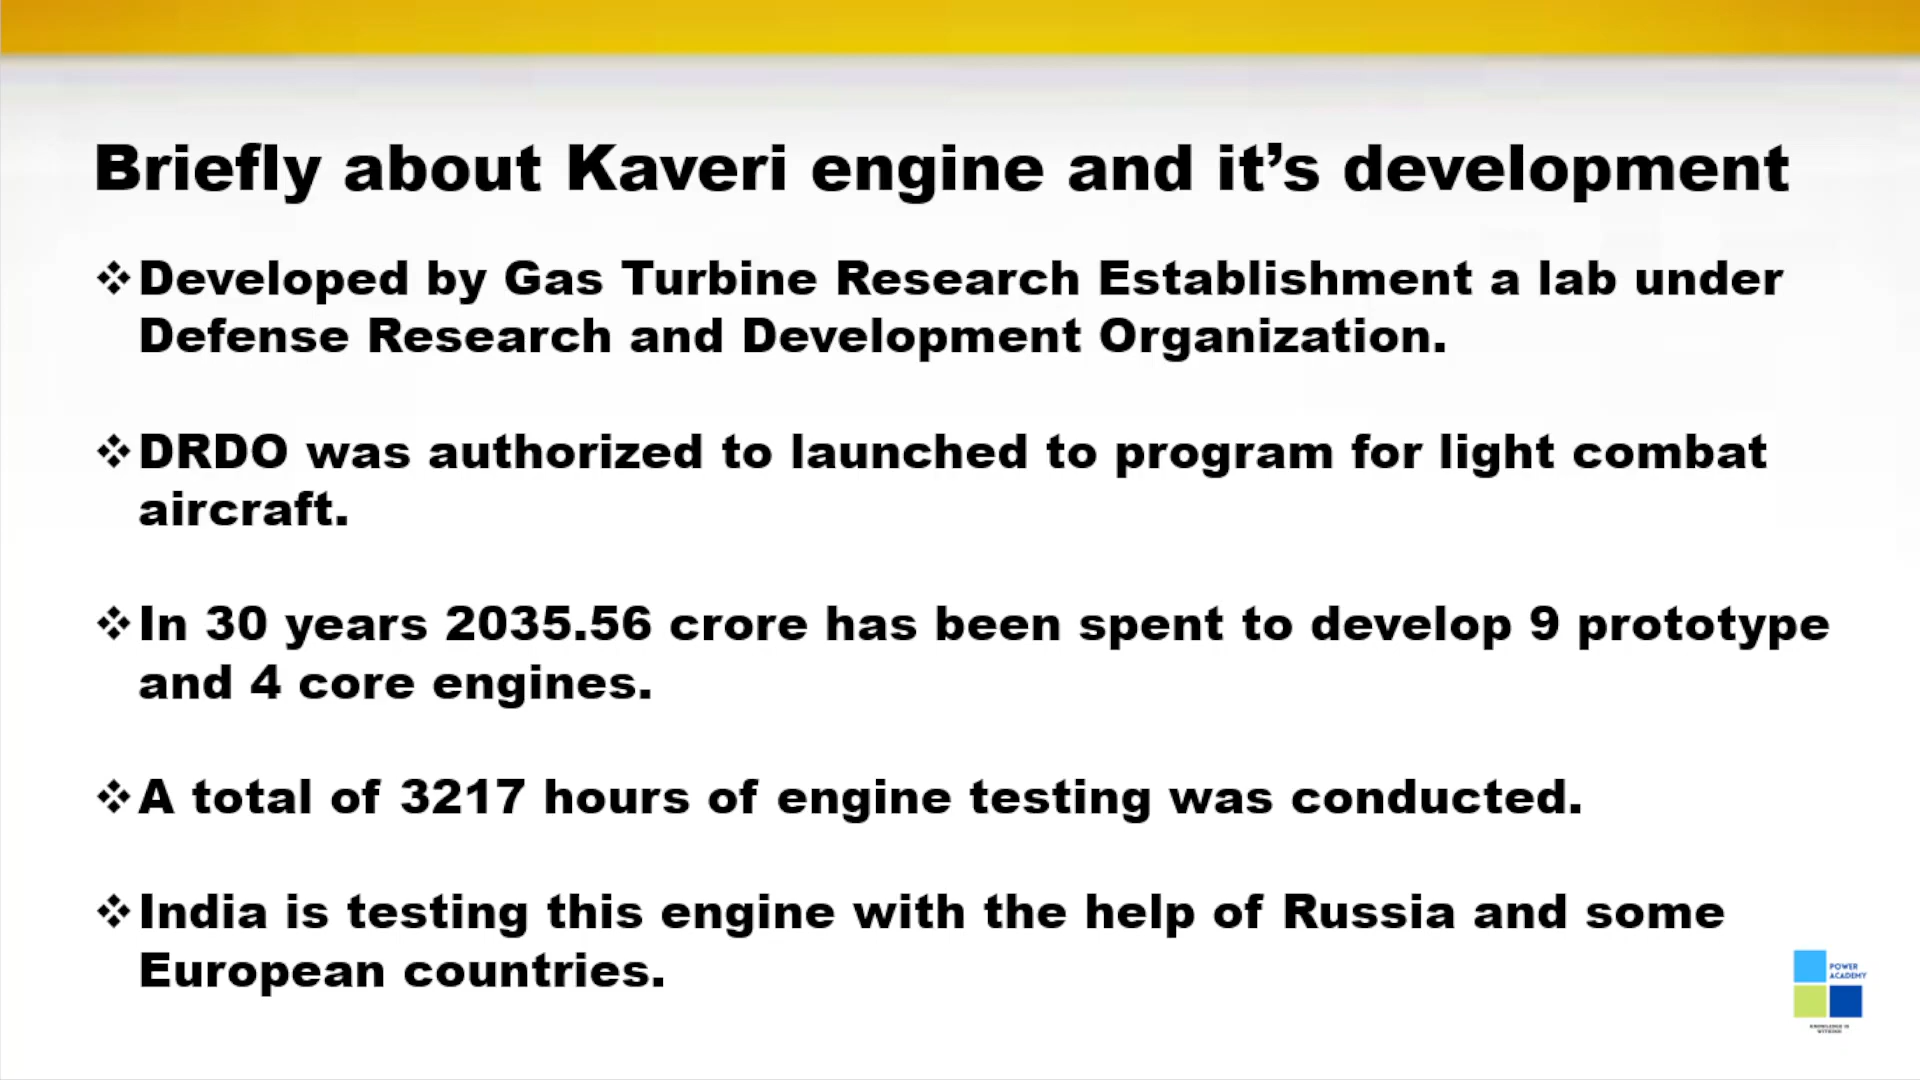 Briefly about Kaveri engine and it’s development
❖Developed by Gas Turbine Research Establishment a lab under
Defense Research and Development Organization.
❖DRDO was authorized to launched to program for light combat
aircraft.
❖In 30 years 2035.56 crore has been spent to develop 9 prototype
and 4 core engines.
❖A total of 3217 hours of engine testing was conducted.
❖India is testing this engine with the help of Russia and some
European countries.
POWER
ACADEMY
KNOWLEDGE IS